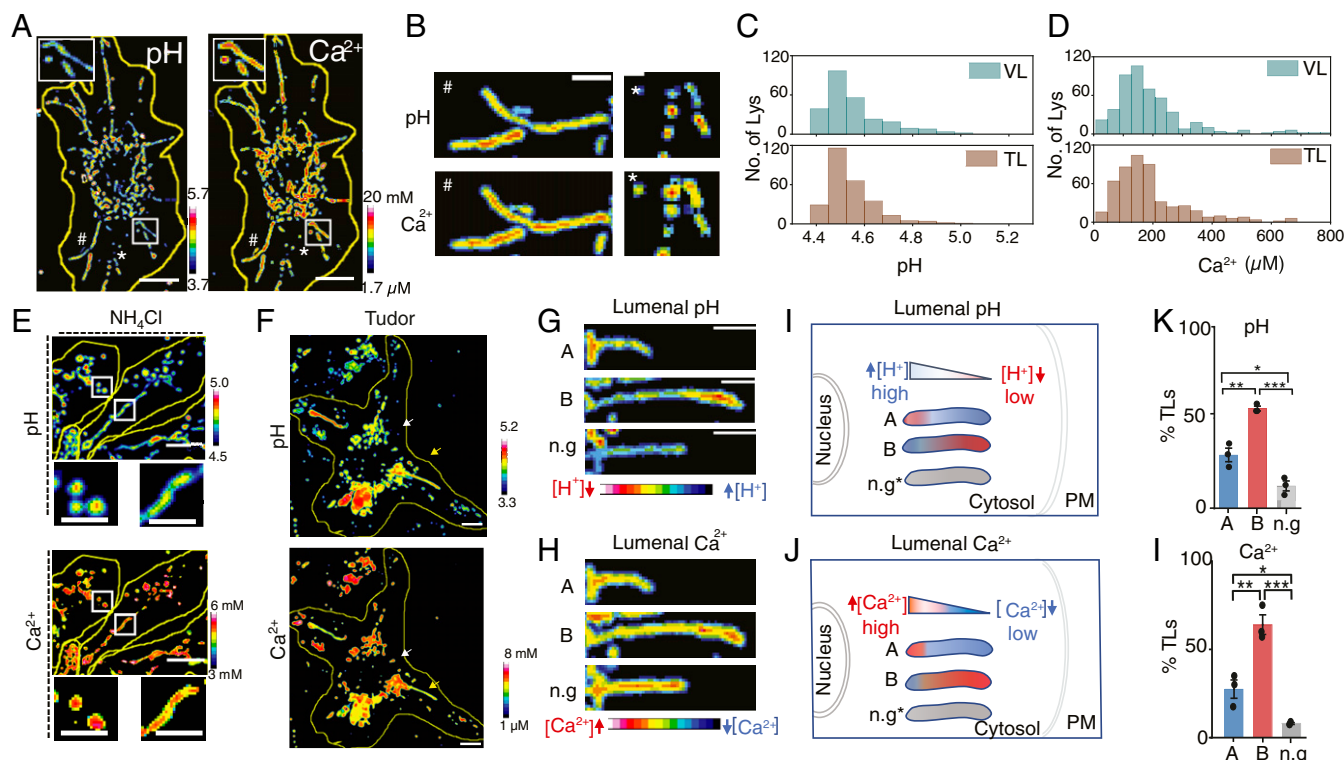 A
pH
Ca²⁺
5.7
3.7
20 mM
1.7 µM
#
*
#
*
B
pH
#
*
Ca²⁺
#
*
C
No. of Lys
120
60
0
VL
120
60
0
TL
4.4 4.6 4.8 5.0 5.2
pH
D
No. of Lys
120
60
0
VL
120
60
0
TL
0 200 400 600 800
Ca²⁺ (µM)
E
NH₄Cl
pH
5.0
4.5
Ca²⁺
6 mM
3 mM
F
Tudor
pH
5.2
3.3
Ca²⁺
8 mM
1 µM
G
Lumenal pH
A
B
n.g
[H⁺]
[H⁺]
H
Lumenal Ca²⁺
A
B
n.g
[Ca²⁺]
[Ca²⁺]
I
Lumenal pH
Nucleus
[H⁺]
high
[H⁺]
low
A
B
n.g*
Cytosol
PM
J
Lumenal Ca²⁺
Nucleus
[Ca²⁺]
high
[Ca²⁺]
low
A
B
n.g*
Cytosol
PM
K
pH
% TLs
100
50
0
*
** ***
A B n.g
I
Ca²⁺
% TLs
100
50
0
*
** ***
A B n.g